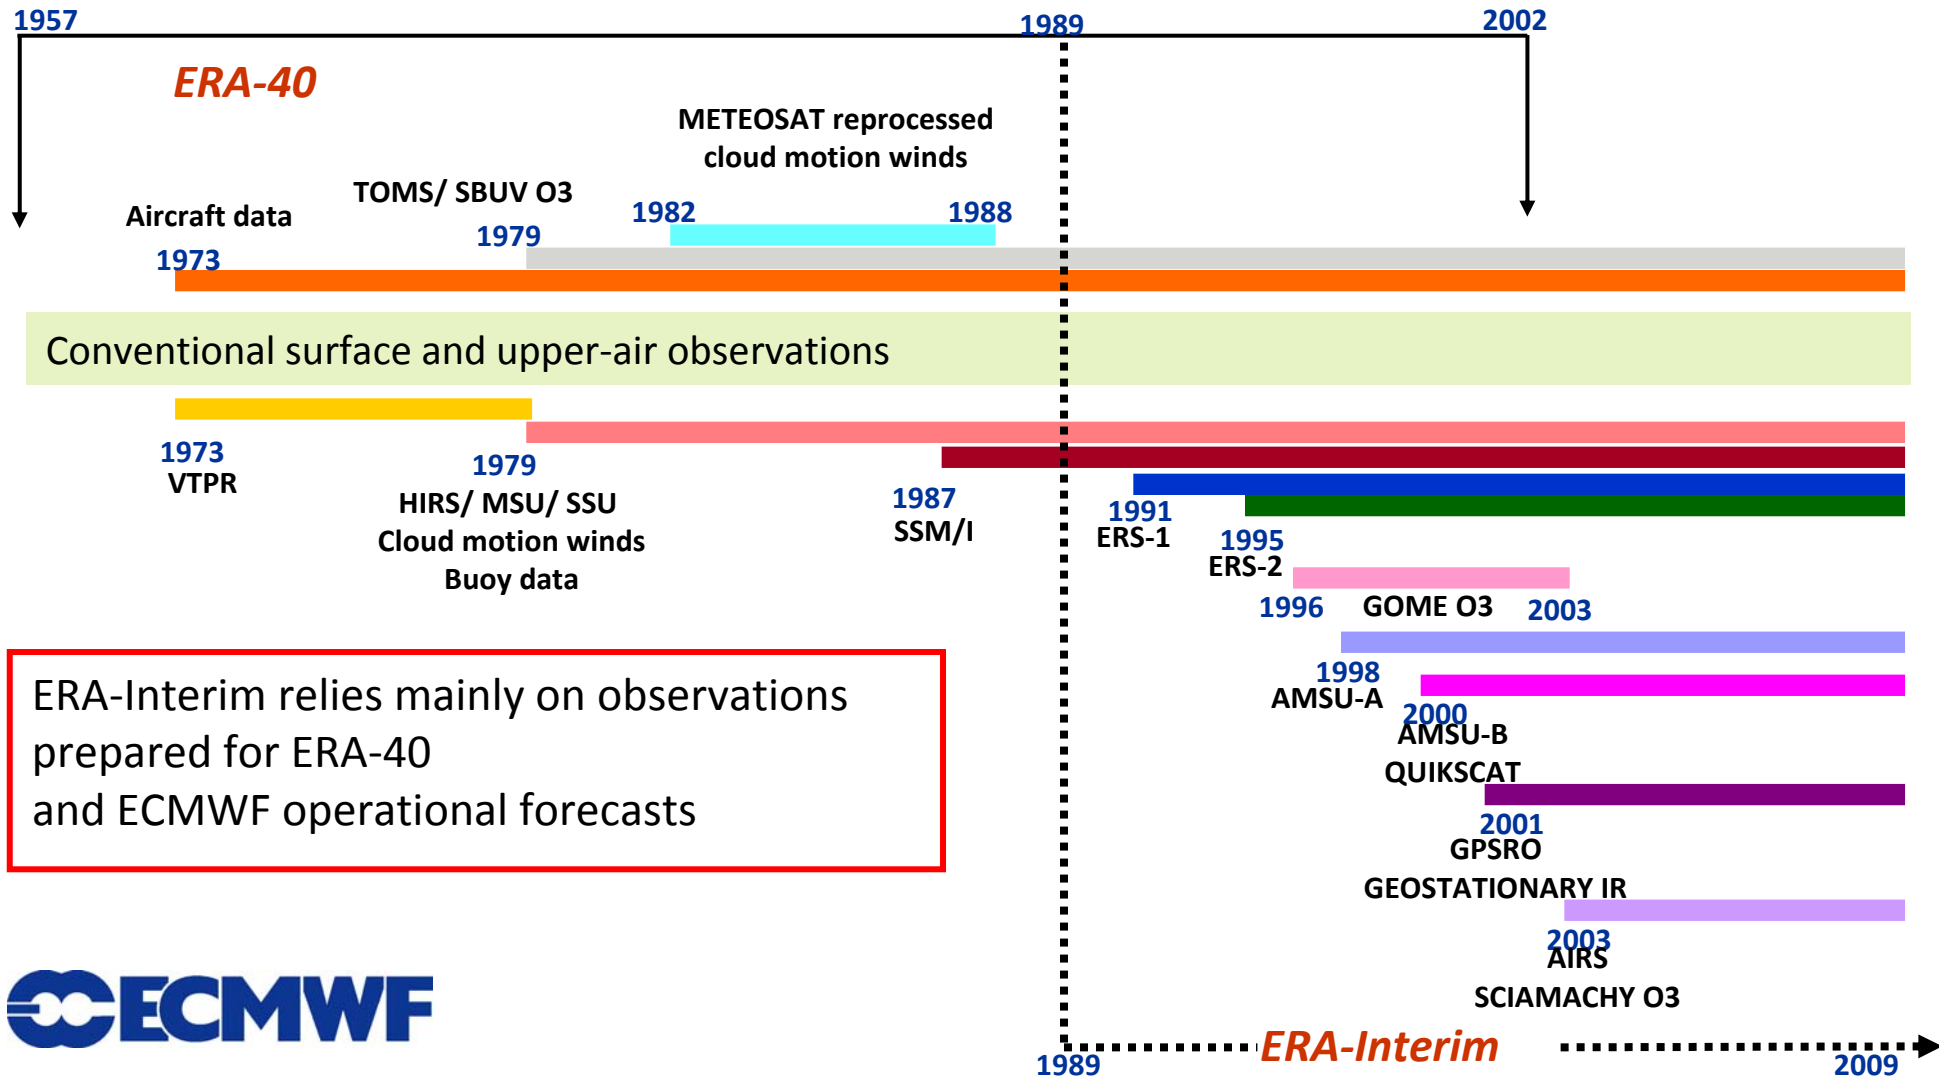 1957
1989
2002
ERA-40
METEOSAT reprocessed
cloud motion winds
TOMS/ SBUV O3
Aircraft data
1982
1988
1979
1973
Conventional surface and upper-air observations
1973
VTPR
1979
HIRS/ MSU/ SSU
Cloud motion winds
Buoy data
1987
SSM/I
1991
ERS-1
1995
ERS-2
1996
GOME O3
2003
1998
AMSU-A
2000
AMSU-B
QUIKSCAT
2001
GPSRO
GEOSTATIONARY IR
2003
AIRS
SCIAMACHY O3
ERA-Interim relies mainly on observations
prepared for ERA-40
and ECMWF operational forecasts
ECMWF
ERA-Interim
1989
2009